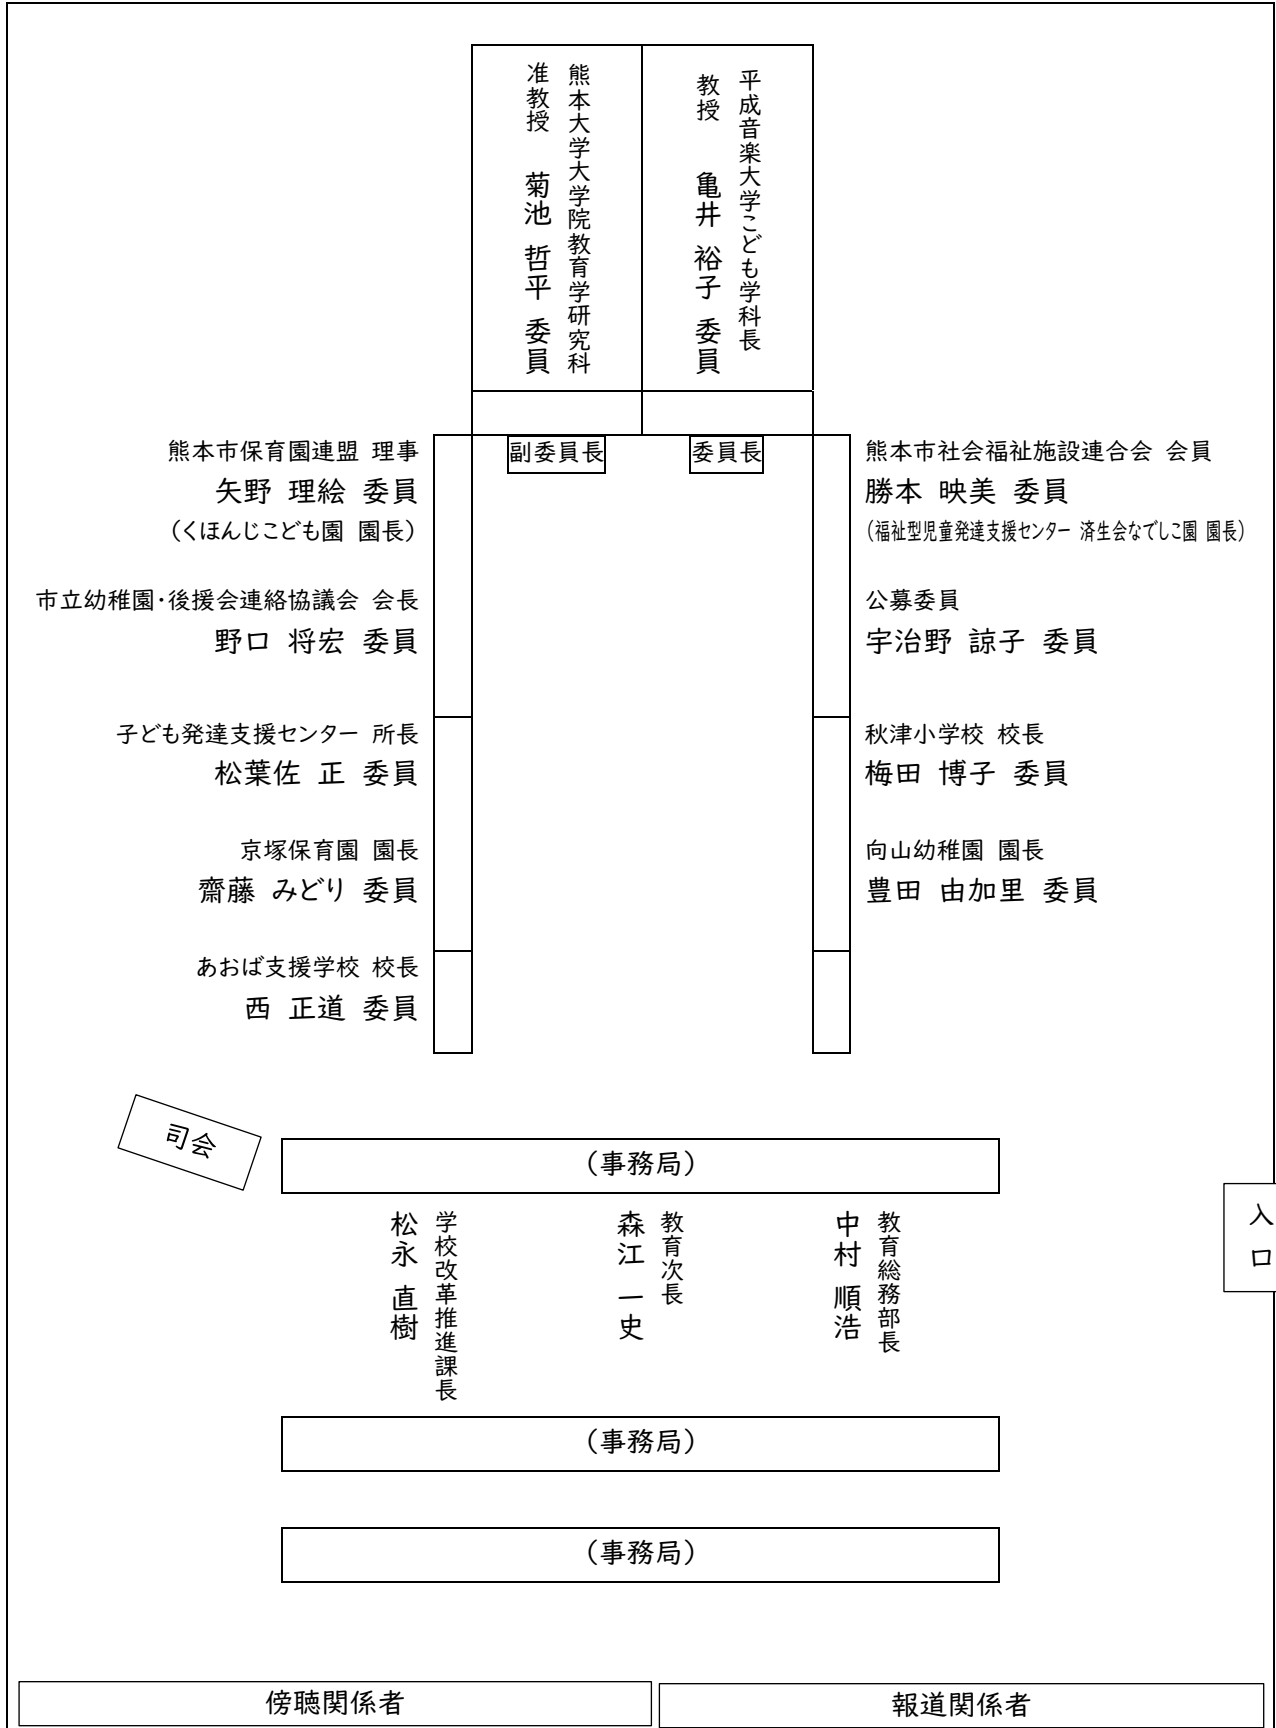 平成音楽大学こども学科長
教授 亀井 裕子 委員
熊本大学大学院教育学研究科
准教授 菊池 哲平 委員
副委員長
委員長
熊本市保育園連盟 理事
矢野 理絵 委員
(くほんじこども園 園長)
市立幼稚園・後援会連絡協議会 会長
野口 将宏 委員
子ども発達支援センター 所長
松葉佐 正 委員
京塚保育園 園長
齋藤 みどり 委員
あおば支援学校 校長
西 正道 委員
熊本市社会福祉施設連合会 会員
勝本 映美 委員
(福祉型児童発達支援センター 済生会なでしこ園 園長)
公募委員
宇治野 諒子 委員
秋津小学校 校長
梅田 博子 委員
向山幼稚園 園長
豊田 由加里 委員
司会
(事務局)
入口
教育総務部長
中村 順浩
教育次長
森江 一史
学校改革推進課長
松永 直樹
(事務局)
(事務局)
傍聴関係者
報道関係者